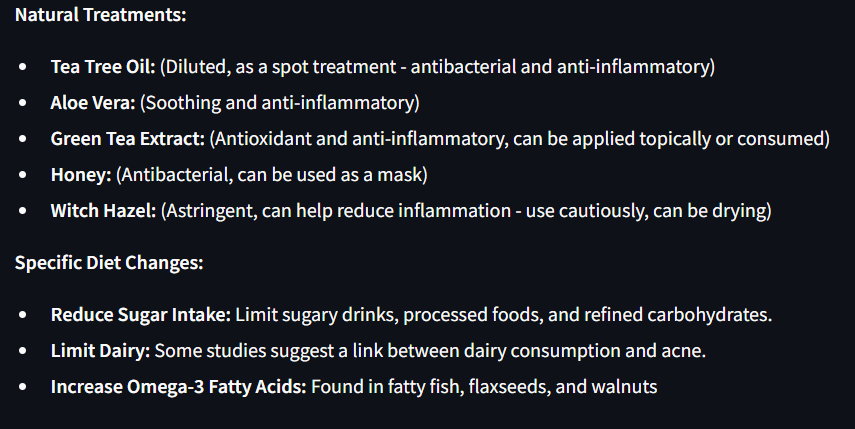 Natural Treatments:
• Tea Tree Oil: (Diluted, as a spot treatment - antibacterial and anti-inflammatory)
• Aloe Vera: (Soothing and anti-inflammatory)
• Green Tea Extract: (Antioxidant and anti-inflammatory, can be applied topically or consumed)
• Honey: (Antibacterial, can be used as a mask)
• Witch Hazel: (Astringent, can help reduce inflammation - use cautiously, can be drying)
Specific Diet Changes:
• Reduce Sugar Intake: Limit sugary drinks, processed foods, and refined carbohydrates.
• Limit Dairy: Some studies suggest a link between dairy consumption and acne.
• Increase Omega-3 Fatty Acids: Found in fatty fish, flaxseeds, and walnuts